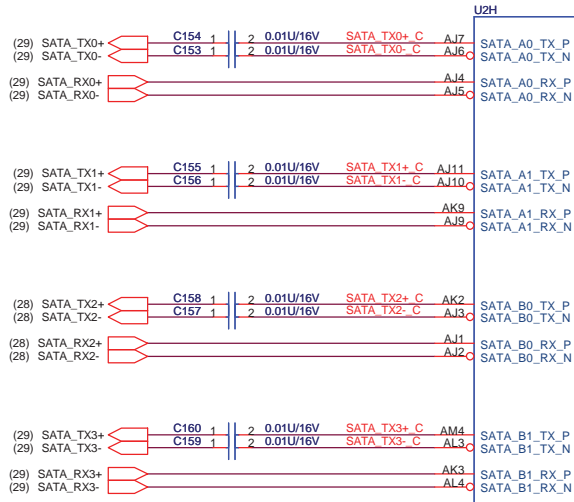 U2H
(29) SATA_TX0+ C154 1 2 0.01U/16V SATA_TX0+_C AJ7 SATA_A0_TX_P
(29) SATA_TX0- C153 1 2 0.01U/16V SATA_TX0-_C AJ6 SATA_A0_TX_N
(29) SATA_RX0+ AJ4 SATA_A0_RX_P
(29) SATA_RX0- AJ5 SATA_A0_RX_N
(29) SATA_TX1+ C155 1 2 0.01U/16V SATA_TX1+_C AJ11 SATA_A1_TX_P
(29) SATA_TX1- C156 1 2 0.01U/16V SATA_TX1-_C AJ10 SATA_A1_TX_N
(29) SATA_RX1+ AK9 SATA_A1_RX_P
(29) SATA_RX1- AJ9 SATA_A1_RX_N
(28) SATA_TX2+ C158 1 2 0.01U/16V SATA_TX2+_C AK2 SATA_B0_TX_P
(28) SATA_TX2- C157 1 2 0.01U/16V SATA_TX2-_C AJ3 SATA_B0_TX_N
(28) SATA_RX2+ AJ1 SATA_B0_RX_P
(28) SATA_RX2- AJ2 SATA_B0_RX_N
(29) SATA_TX3+ C160 1 2 0.01U/16V SATA_TX3+_C AM4 SATA_B1_TX_P
(29) SATA_TX3- C159 1 2 0.01U/16V SATA_TX3-_C AL3 SATA_B1_TX_N
(29) SATA_RX3+ AK3 SATA_B1_RX_P
(29) SATA_RX3- AL4 SATA_B1_RX_N